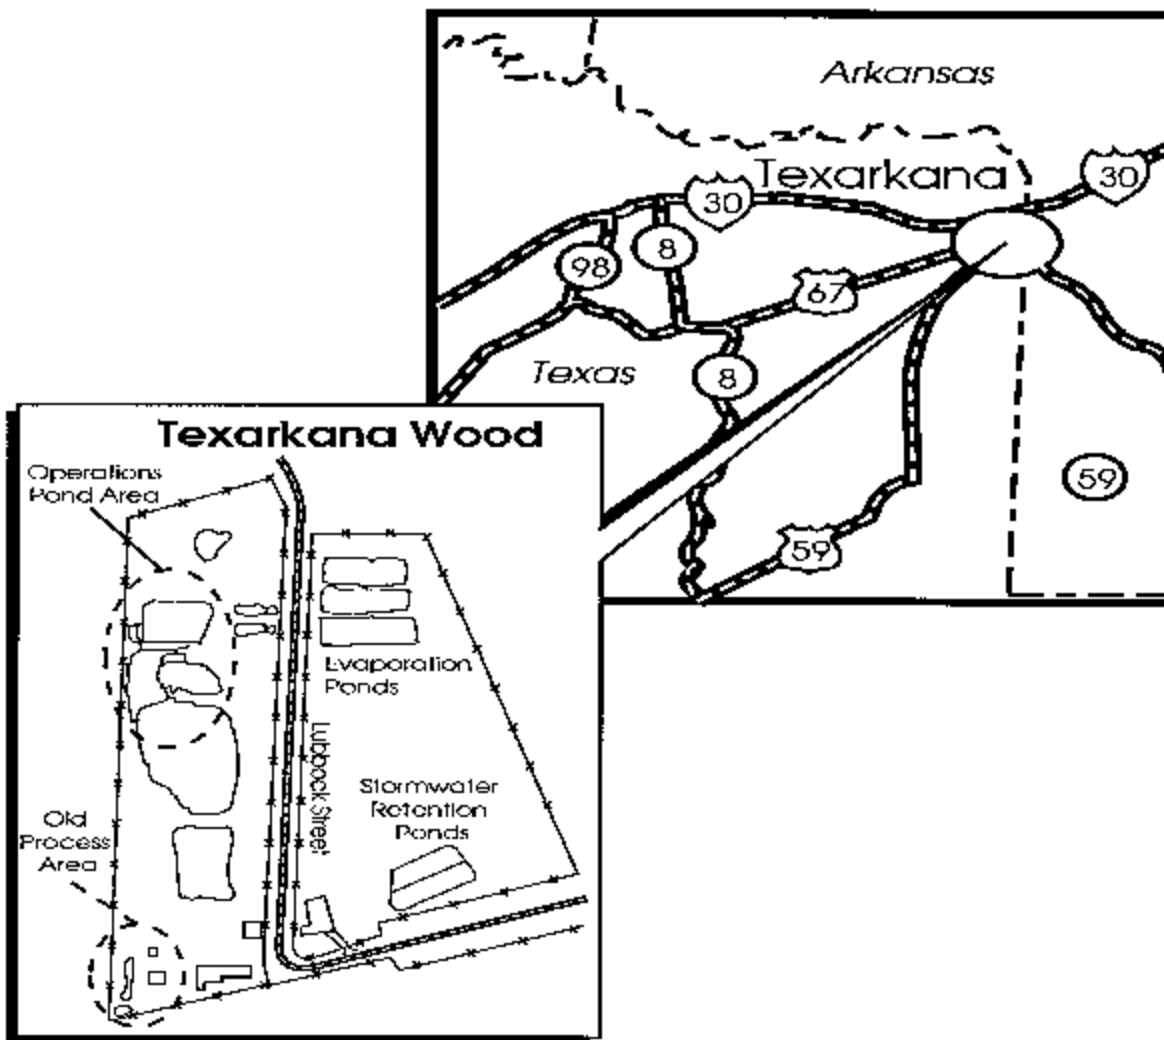 Arkansas
Texarkana
30
30
98
8
67
Texas
8
59
59
Texarkana Wood
Operations
Pond Area
Evaporation
Ponds
Lubbock Street
Stormwater
Retention
Ponds
Old
Process
Area